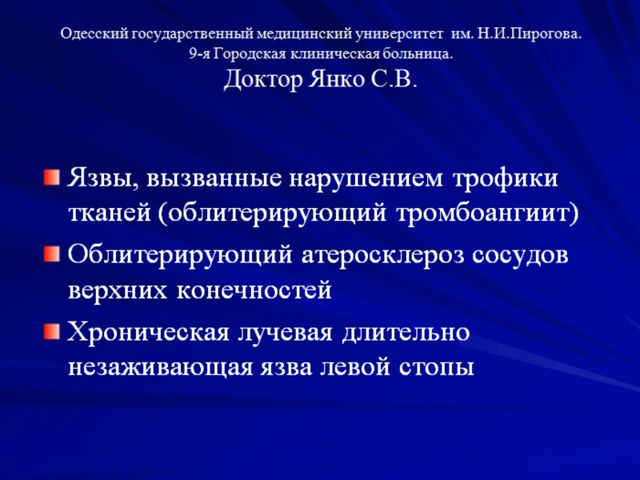 Одесский государственный медицинский университет им. Н.И.Пирогова.
9-я Городская клиническая больница.
Доктор Янко С.В.
Язвы, вызванные нарушением трофики
тканей (облитерирующий тромбоангиит)
Облитерирующий атеросклероз сосудов
верхних конечностей
Хроническая лучевая длительно
незаживающая язва левой стопы